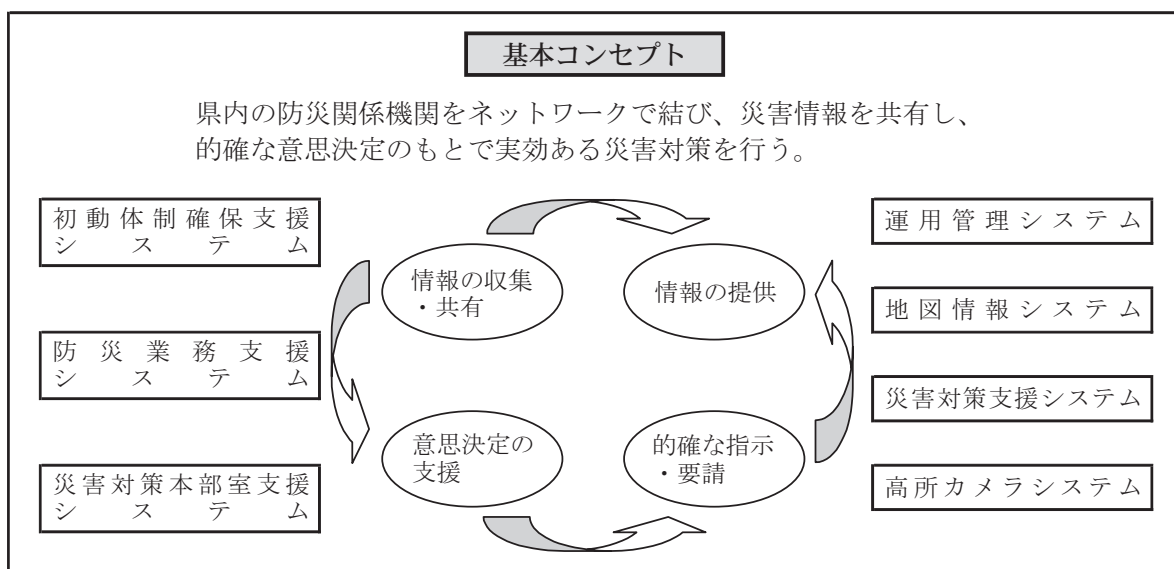 基本コンセプト
県内の防災関係機関をネットワークで結び、災害情報を共有し、
的確な意思決定のもとで実効ある災害対策を行う。
初動体制確保支援
システム
防災業務支援
システム
災害対策本部室支援
システム
情報の収集
・共有
情報の提供
意思決定の
支援
的確な指示
・要請
運用管理システム
地図情報システム
災害対策支援システム
高所カメラシステム